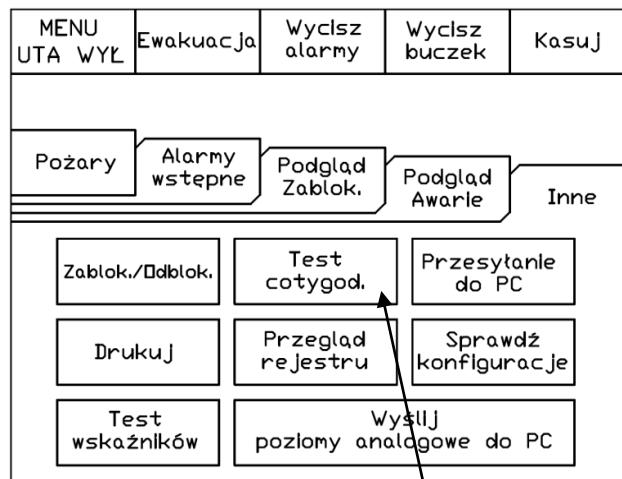 MENU
UTA WYŁ
Ewakuacja
Wycisz
alarmy
Wycisz
buczek
Kasuj
Pożary
Alarmy
wstepne
Podgląd
Zablok.
Podgląd
Awarie
Inne
Zablok./Odblok.
Test
cotygod.
Przesyłanie
do PC
Drukuj
Przegląd
rejestru
Sprawdź
konfiguracje
Test
wskaźników
Wyślij
poziomy analogowe do PC